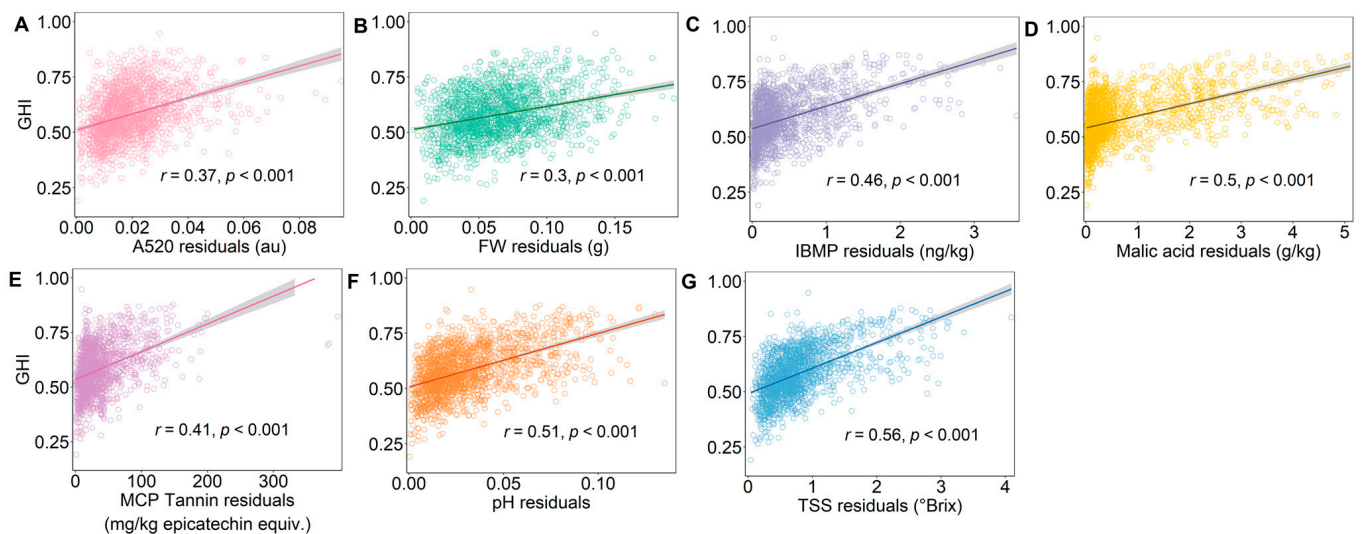 A
GHI
1.00
0.75
0.50
0.25
r = 0.37, p < 0.001
0.00 0.02 0.04 0.06 0.08
A520 residuals (au)
B
1.00
0.75
0.50
0.25
r = 0.3, p < 0.001
0.00 0.05 0.10 0.15
FW residuals (g)
C
1.00
0.75
0.50
0.25
r = 0.46, p < 0.001
0 1 2 3
IBMP residuals (ng/kg)
D
1.00
0.75
0.50
0.25
r = 0.5, p < 0.001
0 1 2 3 4 5
Malic acid residuals (g/kg)
E
GHI
1.00
0.75
0.50
0.25
r = 0.41, p < 0.001
0 100 200 300
MCP Tannin residuals
(mg/kg epicatechin equiv.)
F
1.00
0.75
0.50
0.25
r = 0.51, p < 0.001
0.00 0.05 0.10
pH residuals
G
1.00
0.75
0.50
0.25
r = 0.56, p < 0.001
0 1 2 3 4
TSS residuals (°Brix)